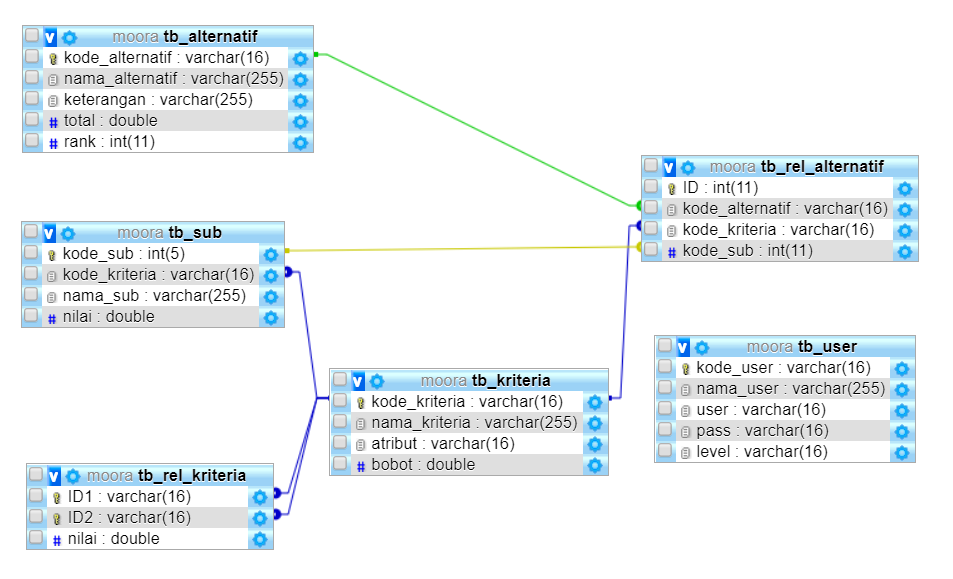 v moora tb_alternatif
kode_alternatif : varchar(16)
nama_alternatif : varchar(255)
keterangan : varchar(255)
# total : double
# rank : int(11)
v moora tb_rel_alternatif
ID : int(11)
kode_alternatif : varchar(16)
kode_kriteria : varchar(16)
# kode_sub : int(11)
v moora tb_sub
kode_sub : int(5)
kode_kriteria : varchar(16)
nama_sub : varchar(255)
# nilai : double
v moora tb_user
kode_user : varchar(16)
nama_user : varchar(255)
user : varchar(16)
pass : varchar(16)
level : varchar(16)
v moora tb_kriteria
kode_kriteria : varchar(16)
nama_kriteria : varchar(255)
atribut : varchar(16)
# bobot : double
v moora tb_rel_kriteria
ID1 : varchar(16)
ID2 : varchar(16)
# nilai : double